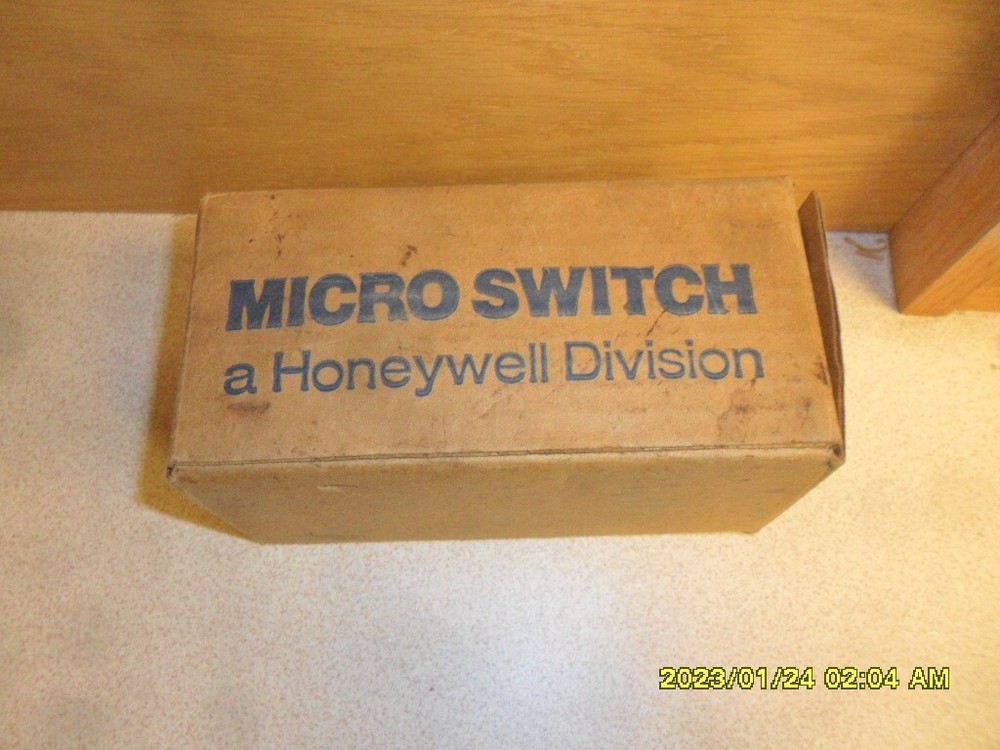 MICRO SWITCH
a Honeywell Division
2023/01/24 02:04 AM